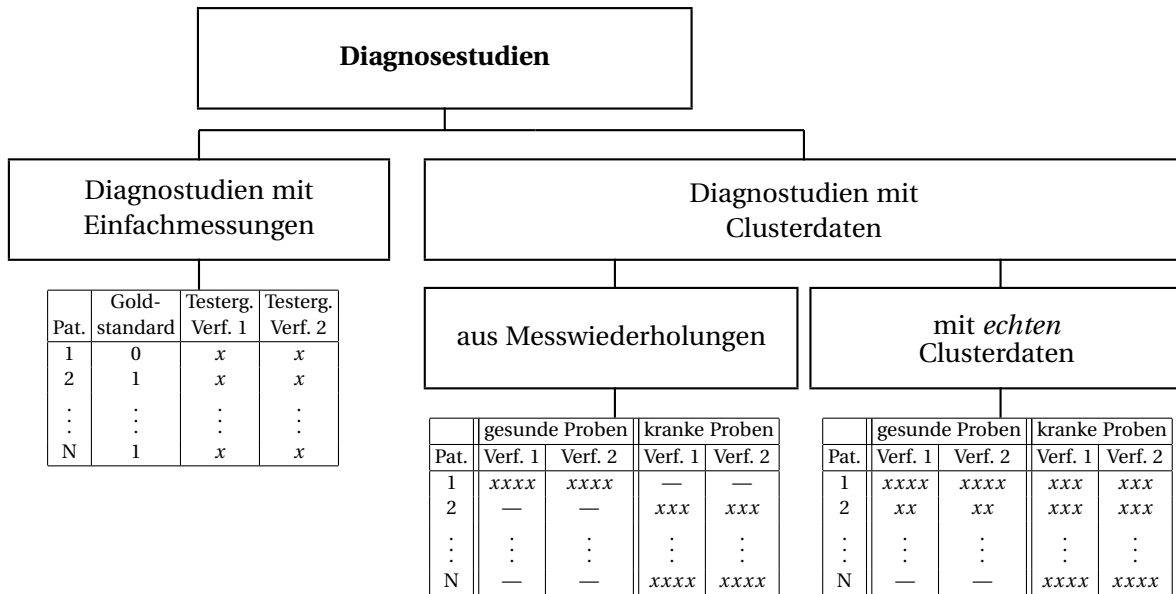 Diagnosestudien
Diagnostudien mit
Einfachmessungen
Diagnostudien mit
Clusterdaten
Gold- Testerg. Testerg.
Pat. standard Verf. 1 Verf. 2
1 0 x x
2 1 x x
⋮ ⋮ ⋮ ⋮
N 1 x x
aus Messwiederholungen
mit echten
Clusterdaten
gesunde Proben kranke Proben
Pat. Verf. 1 Verf. 2 Verf. 1 Verf. 2
1 xxxx xxxx — —
2 — — xxx xxx
⋮ ⋮ ⋮ ⋮ ⋮
N — — xxxx xxxx
gesunde Proben kranke Proben
Pat. Verf. 1 Verf. 2 Verf. 1 Verf. 2
1 xxxx xxxx xxx xxx
2 xx xx xxx xxx
⋮ ⋮ ⋮ ⋮ ⋮
N — — xxxx xxxx